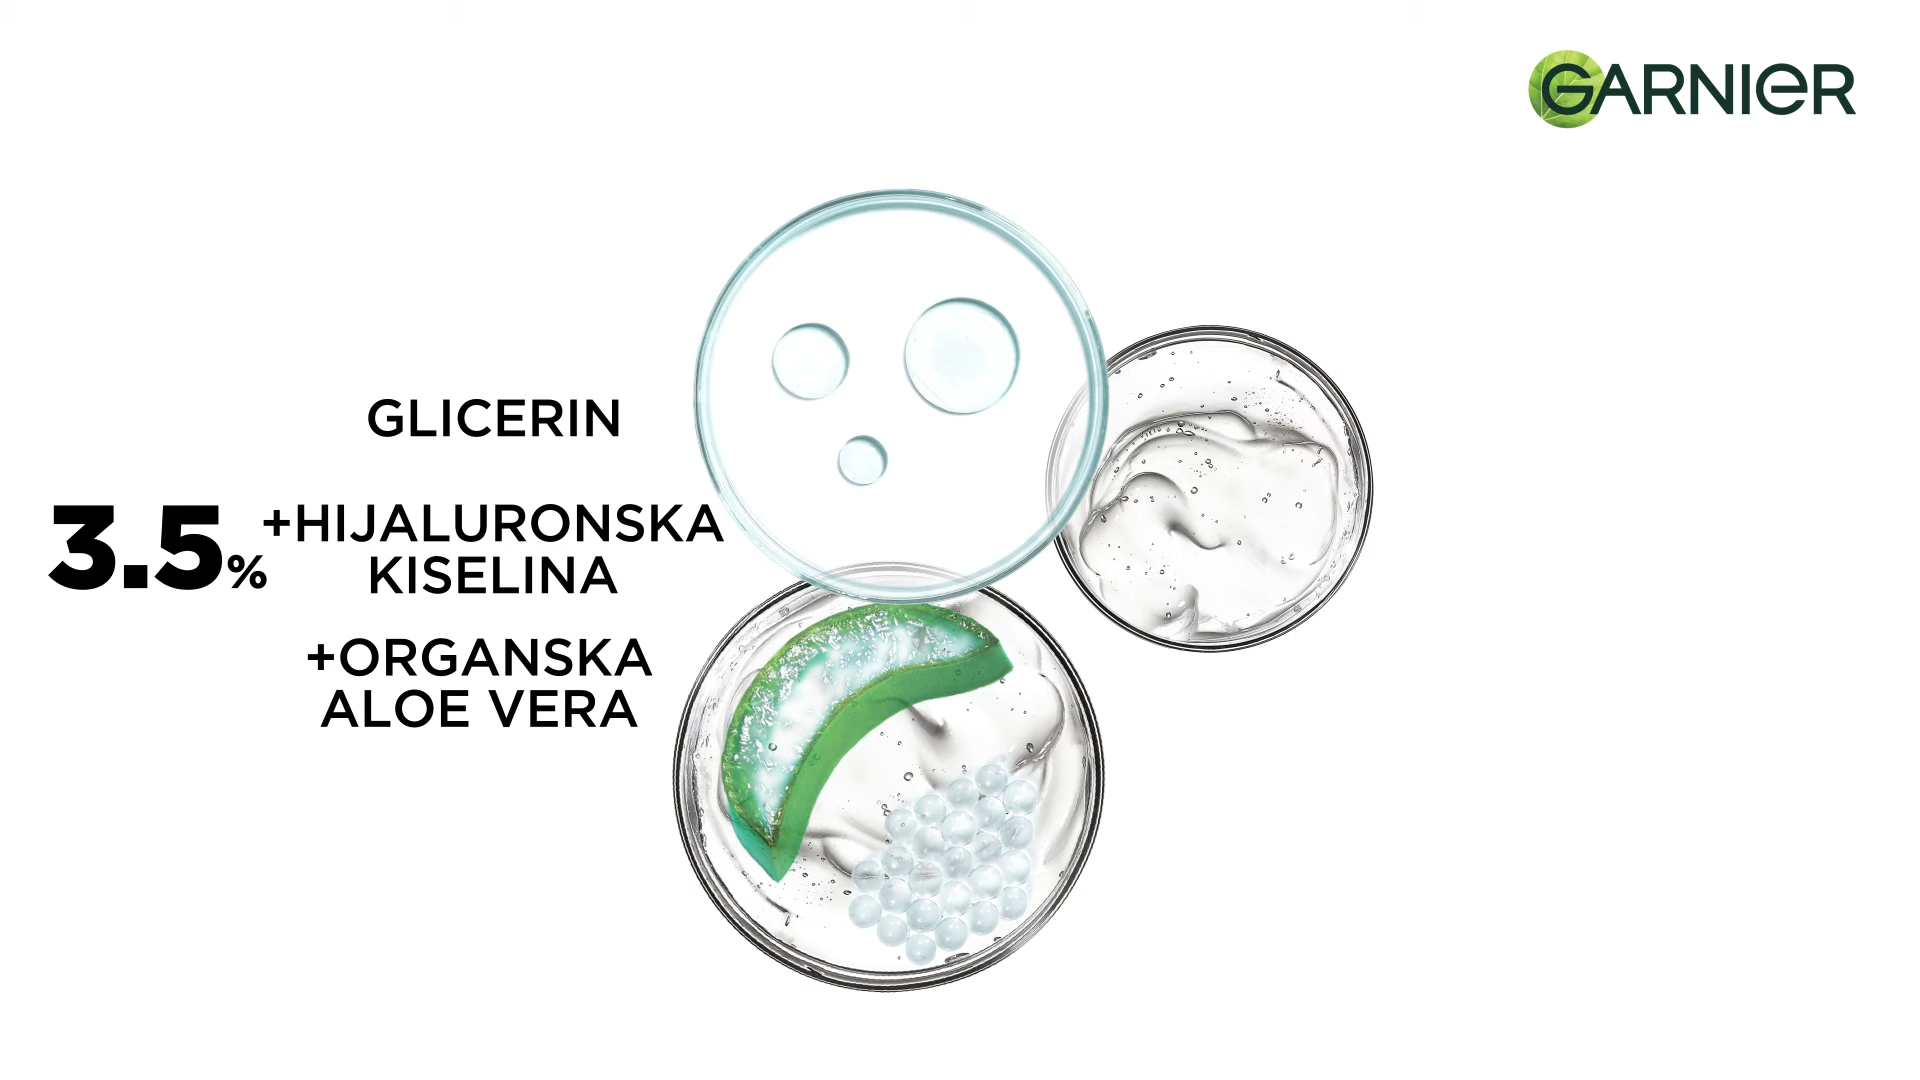 GARNIER
GLICERIN
3.5% +HIJALURONSKA
KISELINA
+ORGANSKA
ALOE VERA